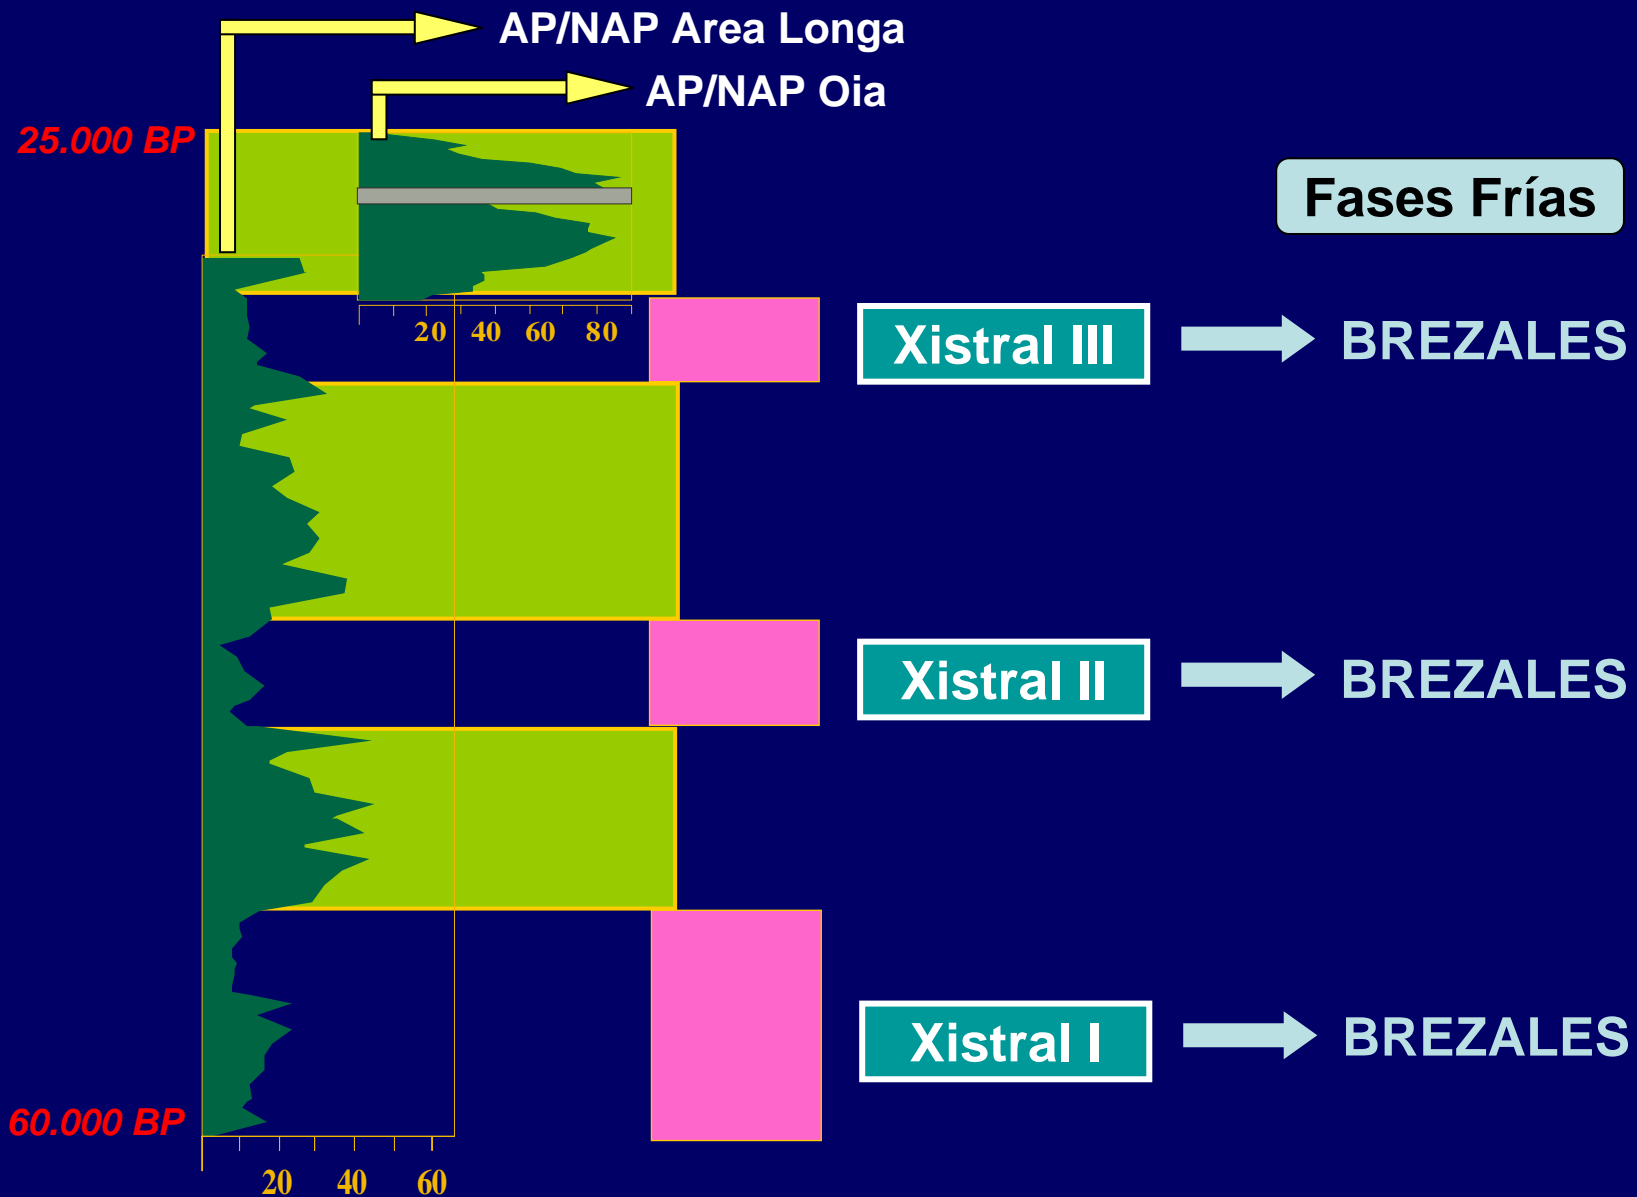 AP/NAP Area Longa
AP/NAP Oia
25.000 BP
Fases Frías
20 40 60 80
Xistral III
BREZALES
Xistral II
BREZALES
Xistral I
BREZALES
60.000 BP
20 40 60